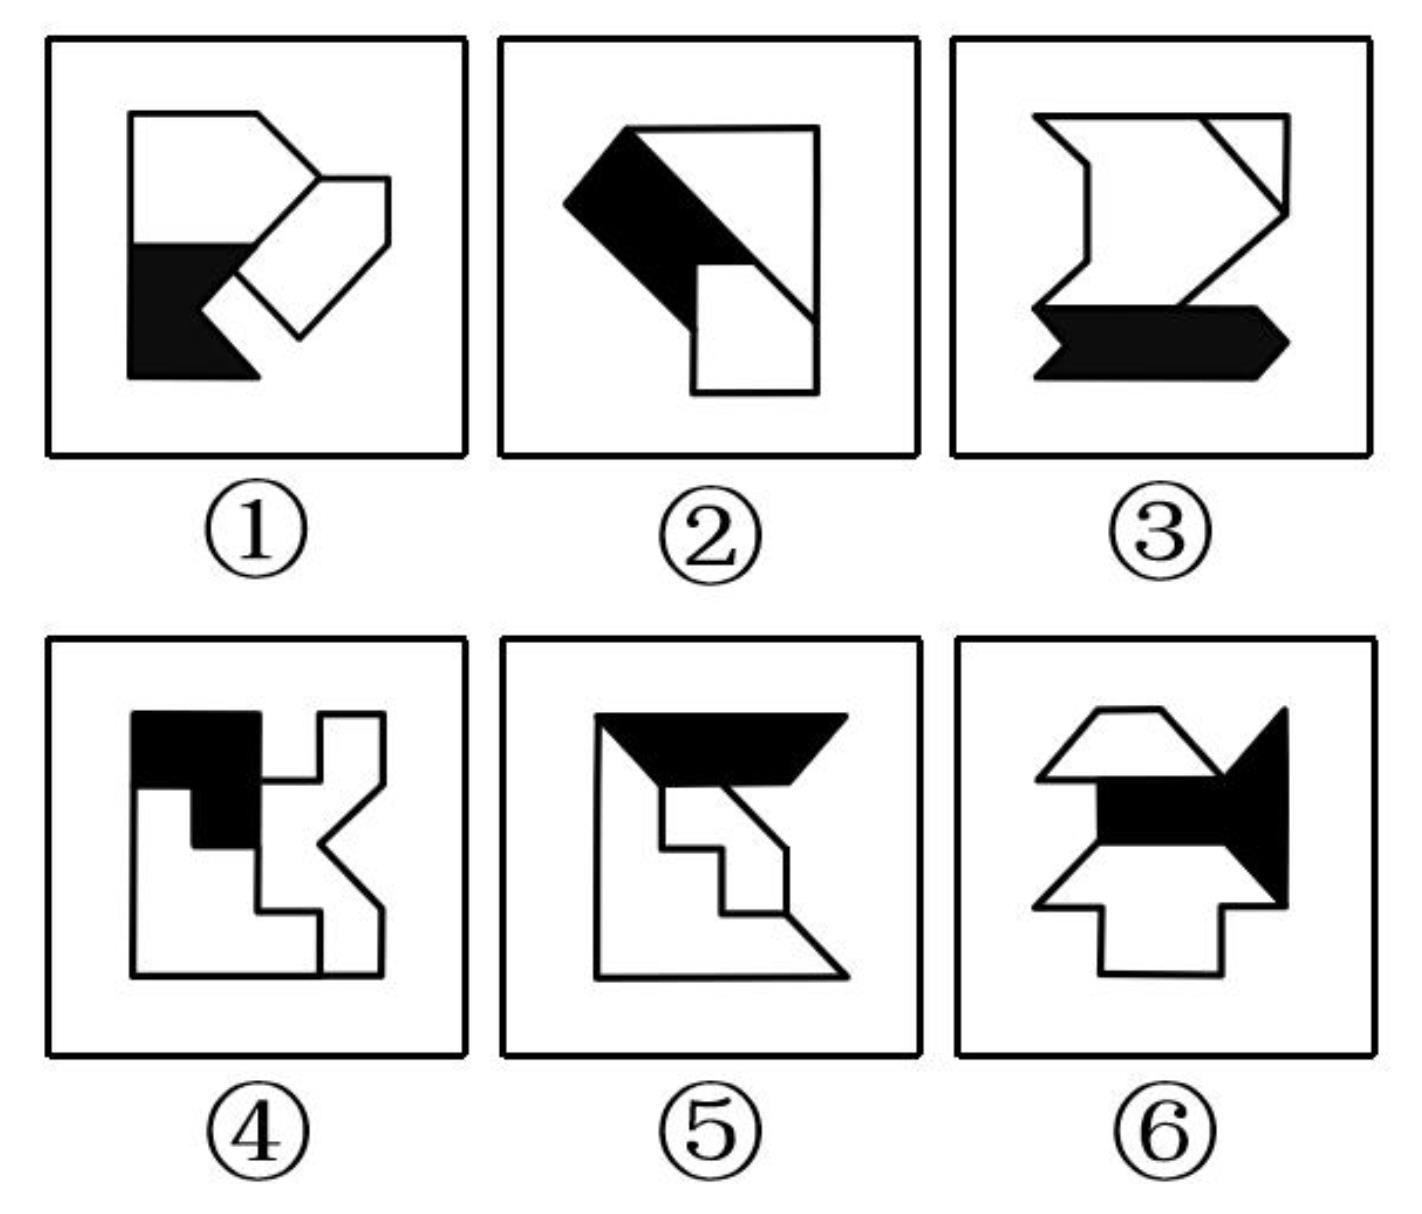 ① ② ③
④ ⑤ ⑥